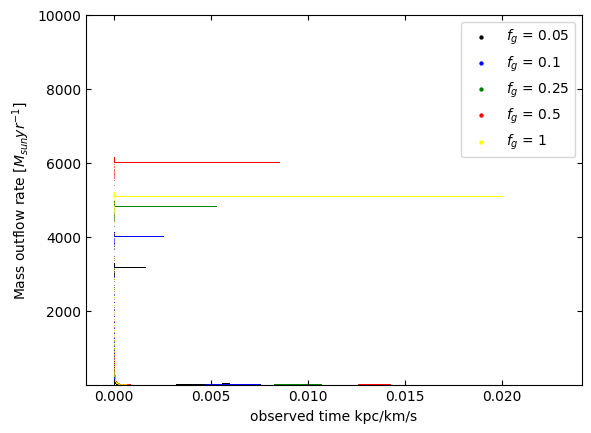 10000
8000
6000
4000
2000
Mass outflow rate [M_sun yr^−1]
f_g = 0.05
f_g = 0.1
f_g = 0.25
f_g = 0.5
f_g = 1
0.000 0.005 0.010 0.015 0.020
observed time kpc/km/s